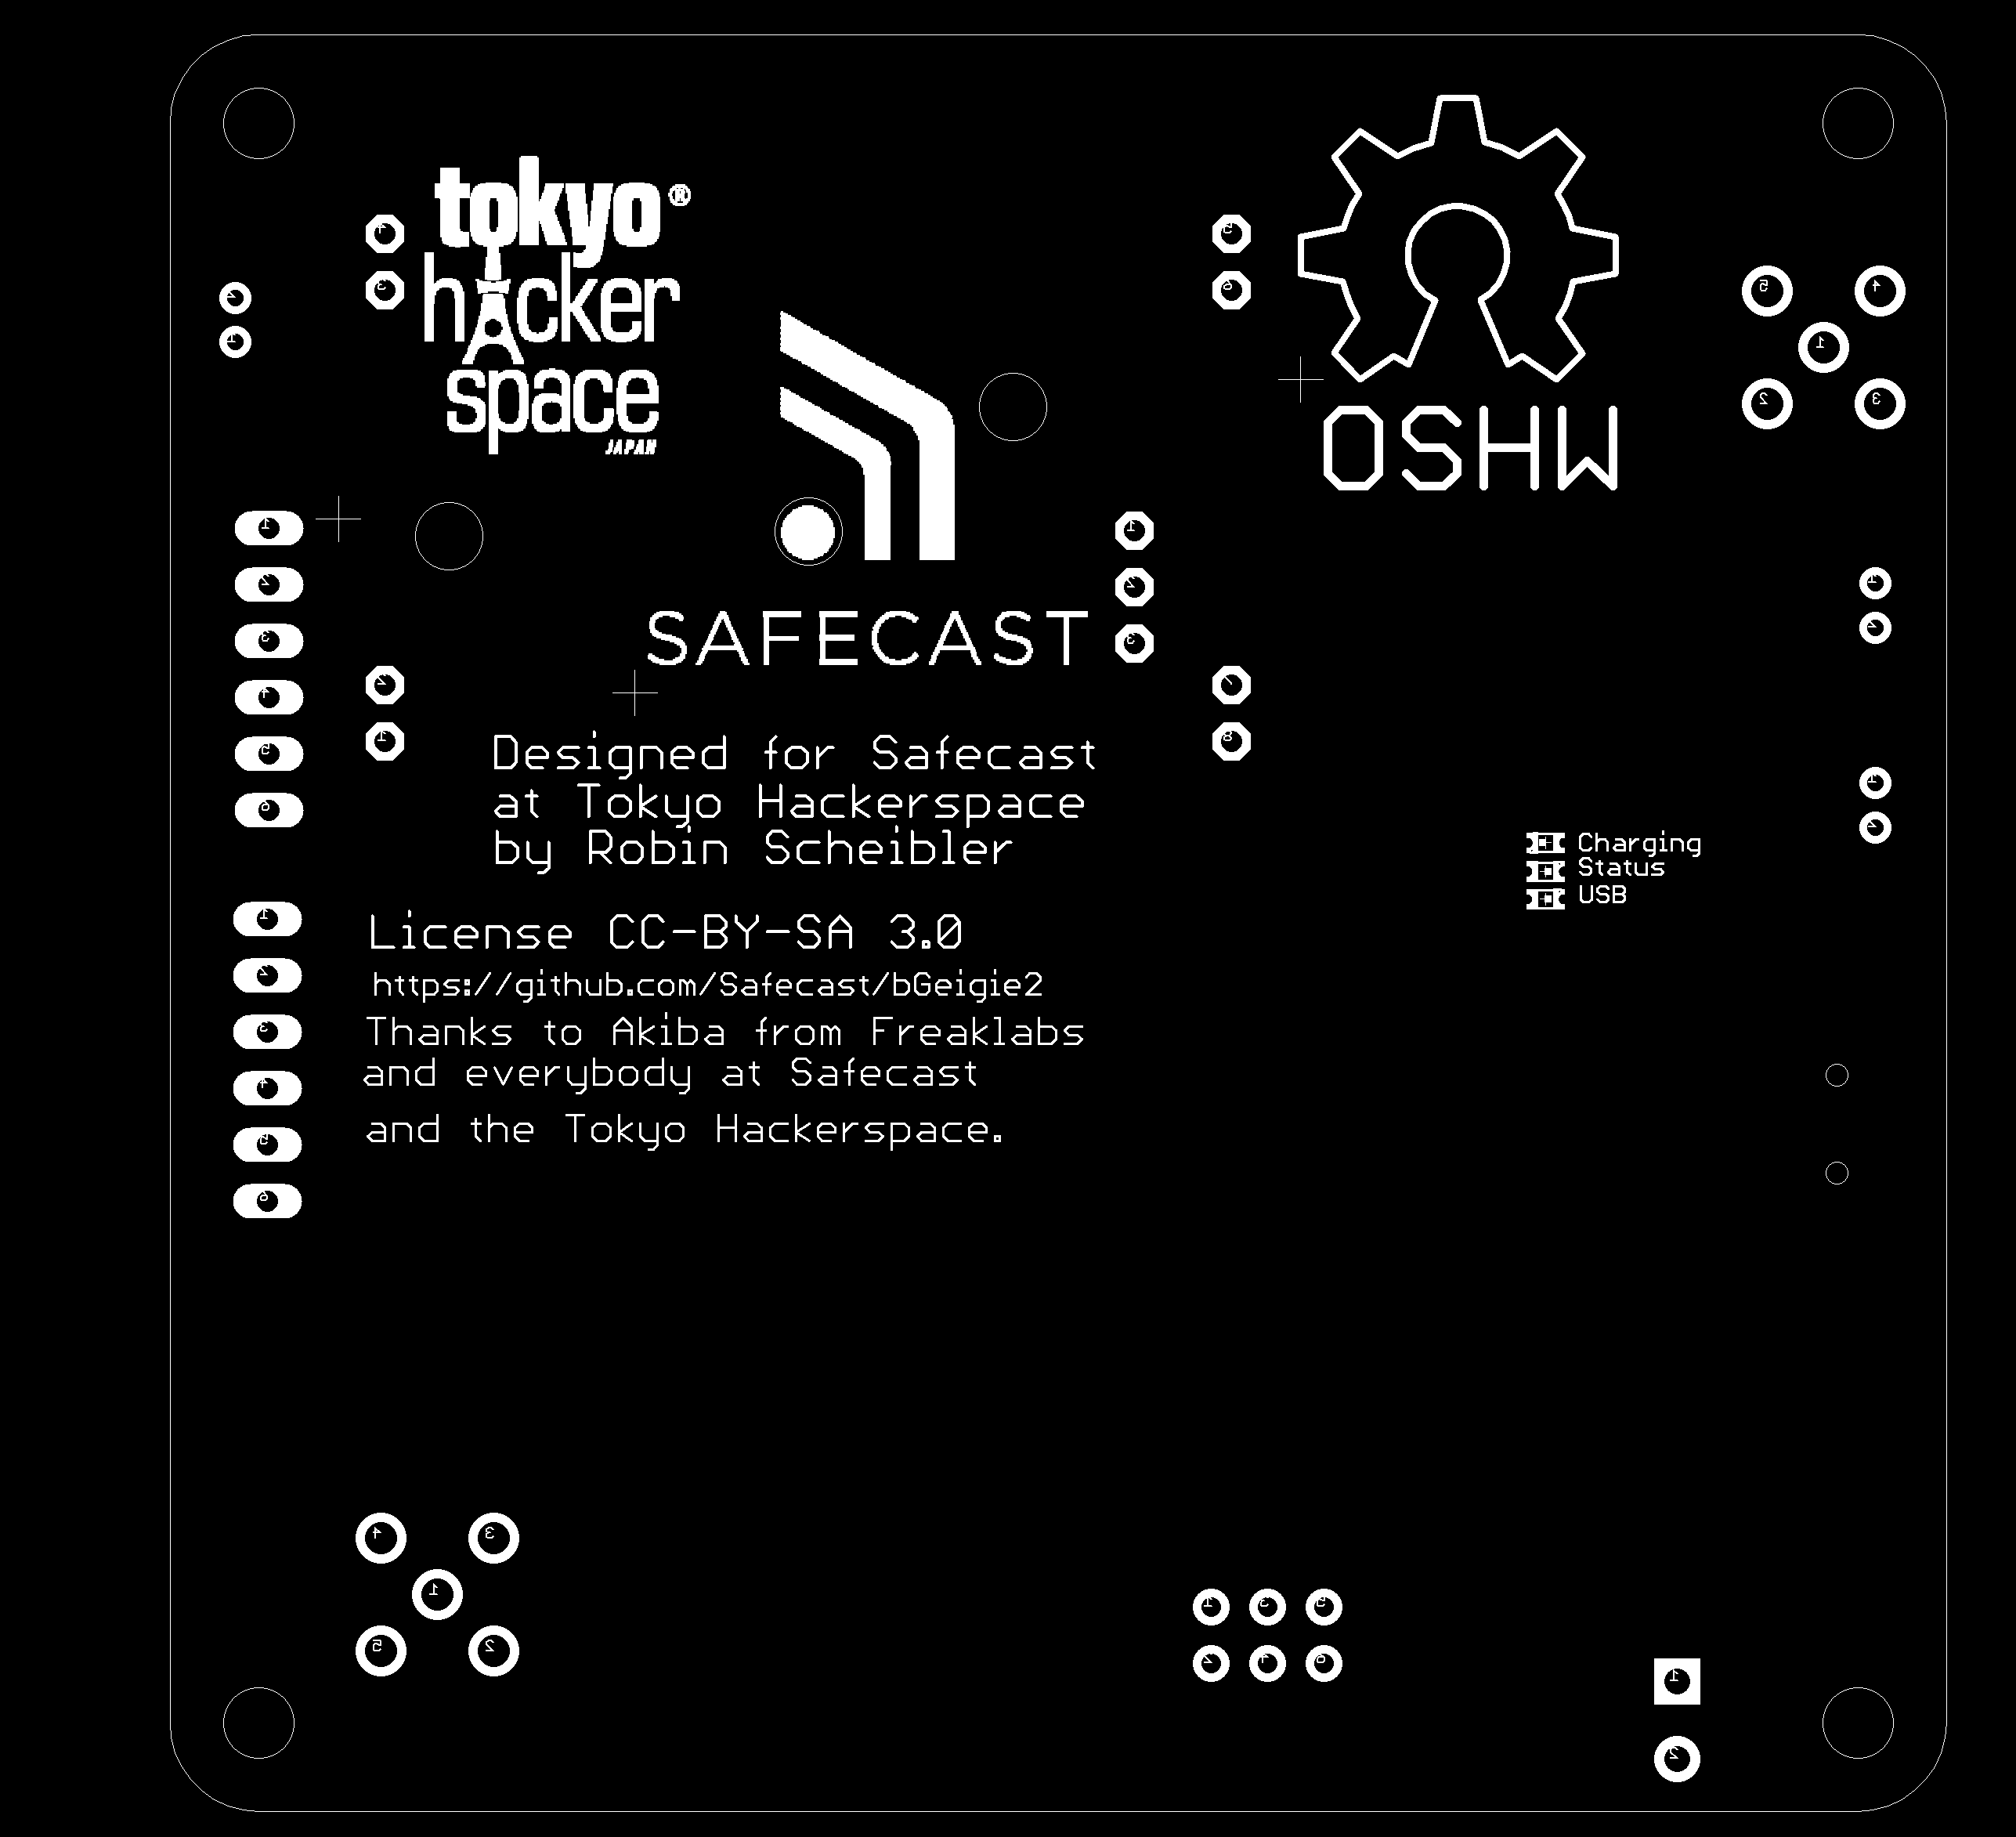 tokyo®
hacker
space
JAPAN
OSHW
SAFECAST
Designed for Safecast
at Tokyo Hackerspace
by Robin Scheibler
Charging
Status
USB
License CC-BY-SA 3.0
https://github.com/Safecast/bGeigie2
Thanks to Akiba from Freaklabs
and everybody at Safecast
and the Tokyo Hackerspace.